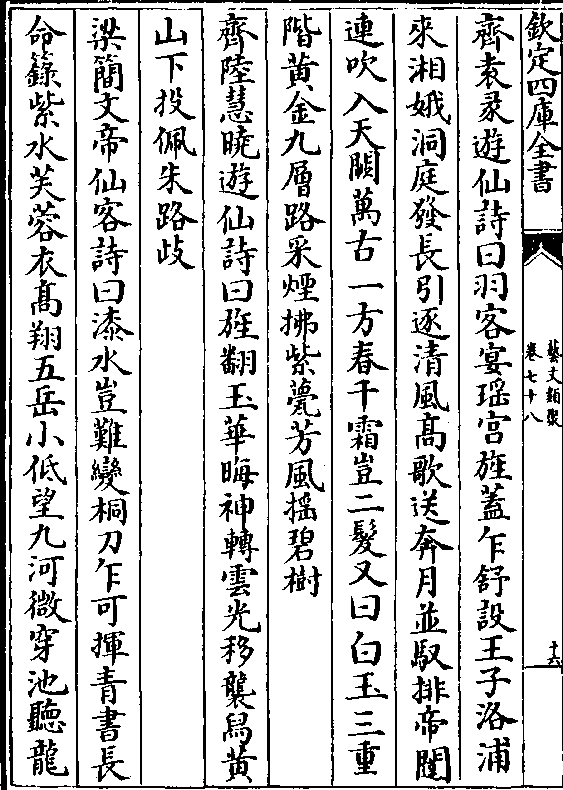 欽定四庫全書
藝文類聚
卷七十八
十六
齊袁彖遊仙詩曰羽客宴瑶宫旌蓋乍舒設王子洛浦
來湘娥洞庭發長引逐清風髙歌送奔月並馭排帝閽
連吹入天闕萬古一方春千霜豈二髮又曰白玉三重
階黄金九層路采煙拂紫甍芳風摇碧樹
齊陸慧曉遊仙詩曰旌翻玉華晦神轉雲光移襲舄黄
山下投佩朱路歧
梁簡文帝仙客詩曰漆水豈難變桐刀乍可揮青書長
命籙紫水芙蓉衣髙翔五岳小低望九河微穿池聽龍